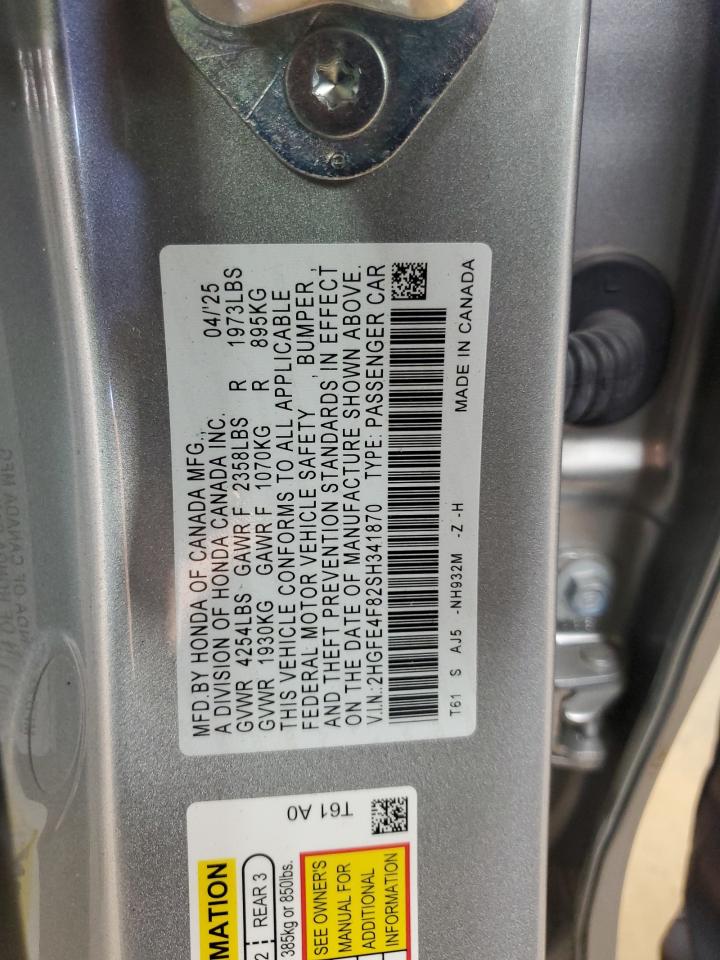 MFD.BY HONDA OF CANADA MFG., 04/'25
A DIVISION OF HONDA CANADA INC.
GVWR 4254LBS GAWR F 2358LBS R 1973LBS
GVWR 1930KG GAWR F 1070KG R 895KG
THIS VEHICLE CONFORMS TO ALL APPLICABLE
FEDERAL MOTOR VEHICLE SAFETY , BUMPER ,
AND THEFT PREVENTION STANDARDS IN EFFECT
ON THE DATE OF MANUFACTURE SHOWN ABOVE.
V.I.N.:2HGFE4F82SH341870 TYPE: PASSENGER CAR
T61 S AJ5 -NH932M -Z -H MADE IN CANADA
T61 A0
MATION
2 REAR 3
385kg or 850lbs.
SEE OWNER'S
MANUAL FOR
ADDITIONAL
INFORMATION